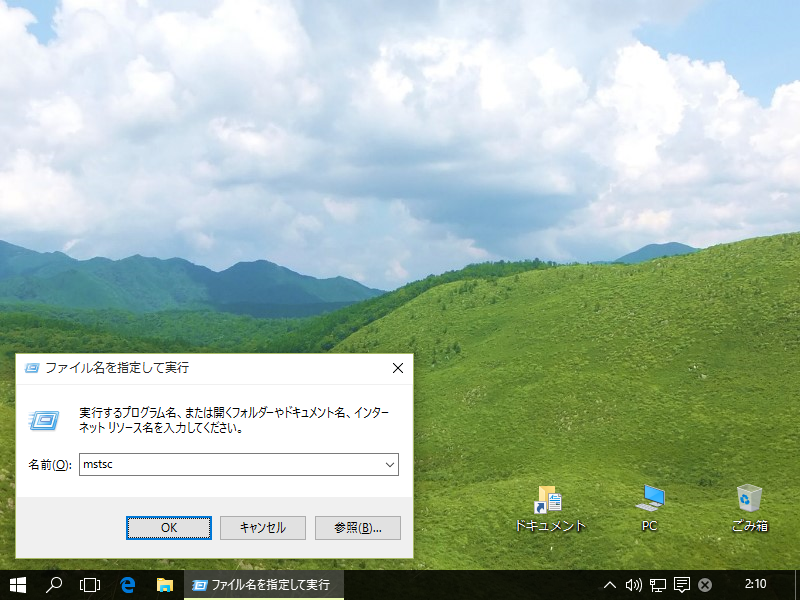 ファイル名を指定して実行
実行するプログラム名、または開くフォルダーやドキュメント名、インター
ネット リソース名を入力してください。
名前(O): mstsc
OK キャンセル 参照(B)...
ドキュメント PC ごみ箱
ファイル名を指定して実行 2:10